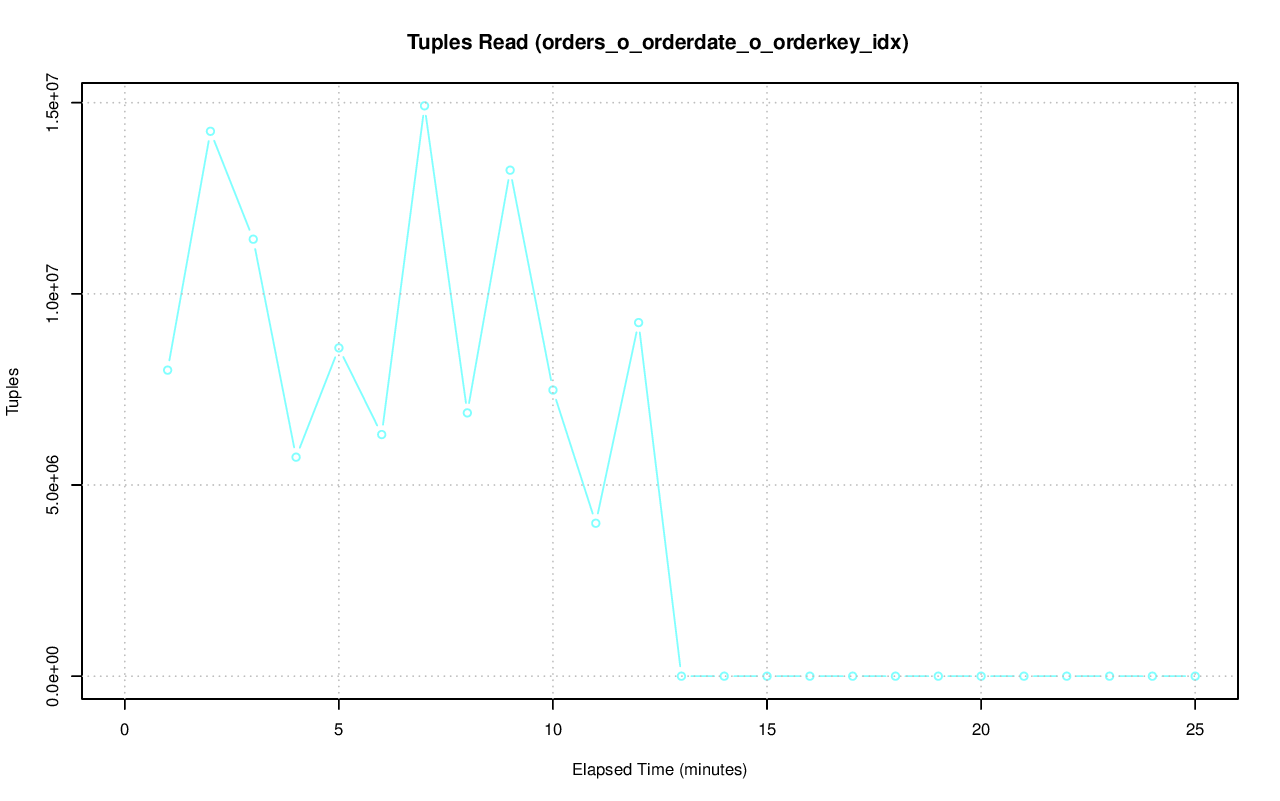 Tuples Read (orders_o_orderdate_o_orderkey_idx)
1.5e+07
1.0e+07
5.0e+06
0.0e+00
Tuples
0 5 10 15 20 25
Elapsed Time (minutes)